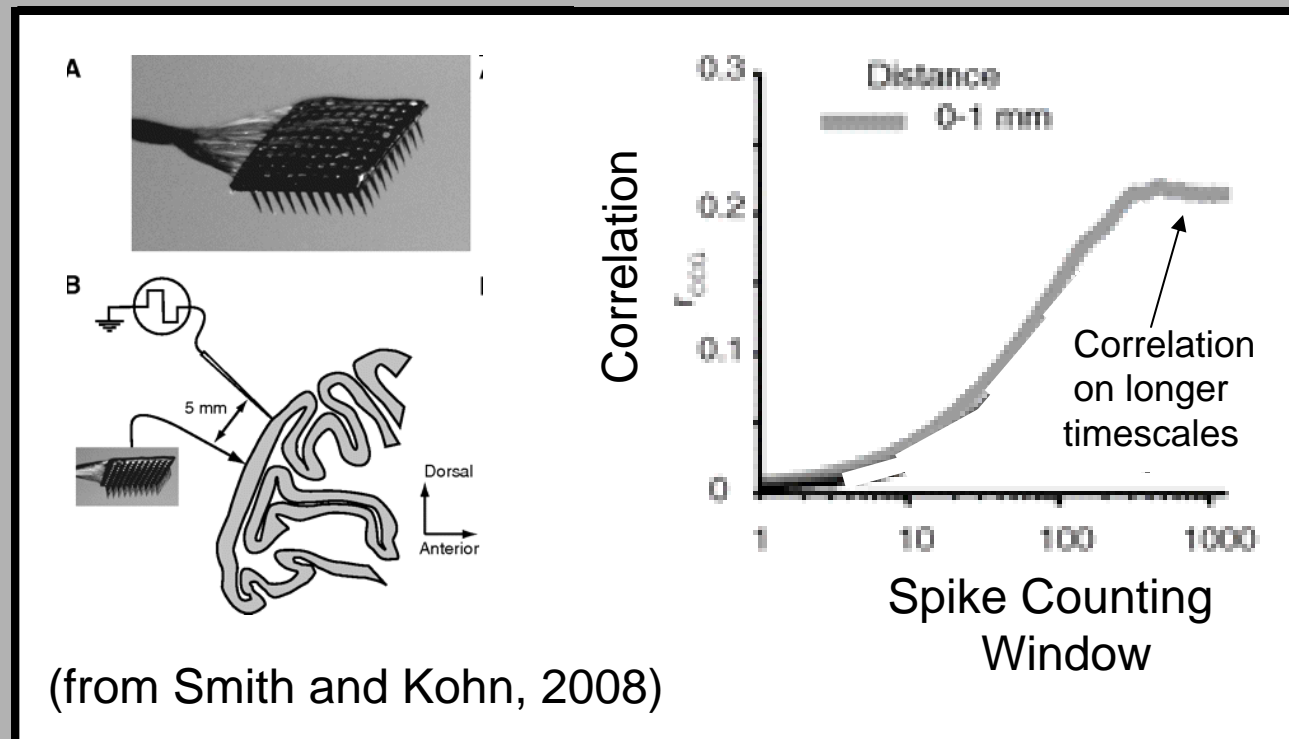 A
B
5 mm
Dorsal
Anterior
(from Smith and Kohn, 2008)
Distance
0-1 mm
0.3
0.2
0.1
0
Correlation
Correlation
on longer
timescales
1
10
100
1000
Spike Counting
Window